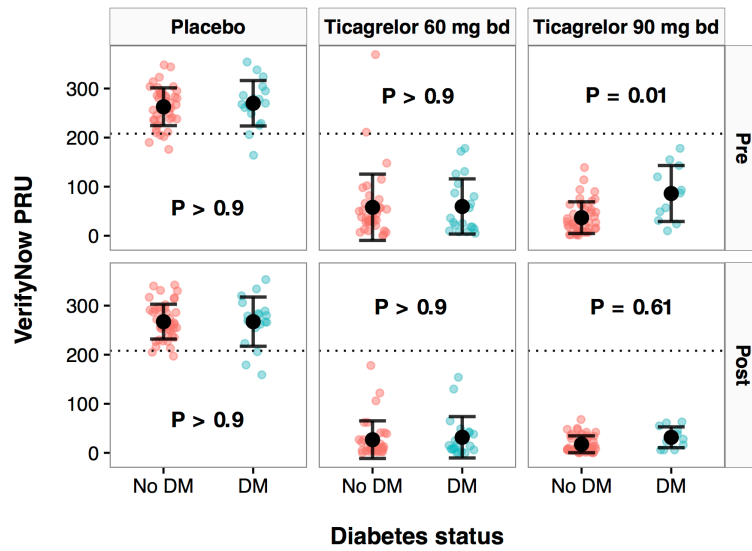 Placebo
Ticagrelor 60 mg bd
Ticagrelor 90 mg bd
VerifyNow PRU
300
200
100
0
P > 0.9
P > 0.9
P = 0.01
Pre
300
200
100
0
P > 0.9
P > 0.9
P = 0.61
Post
No DM
DM
No DM
DM
No DM
DM
Diabetes status